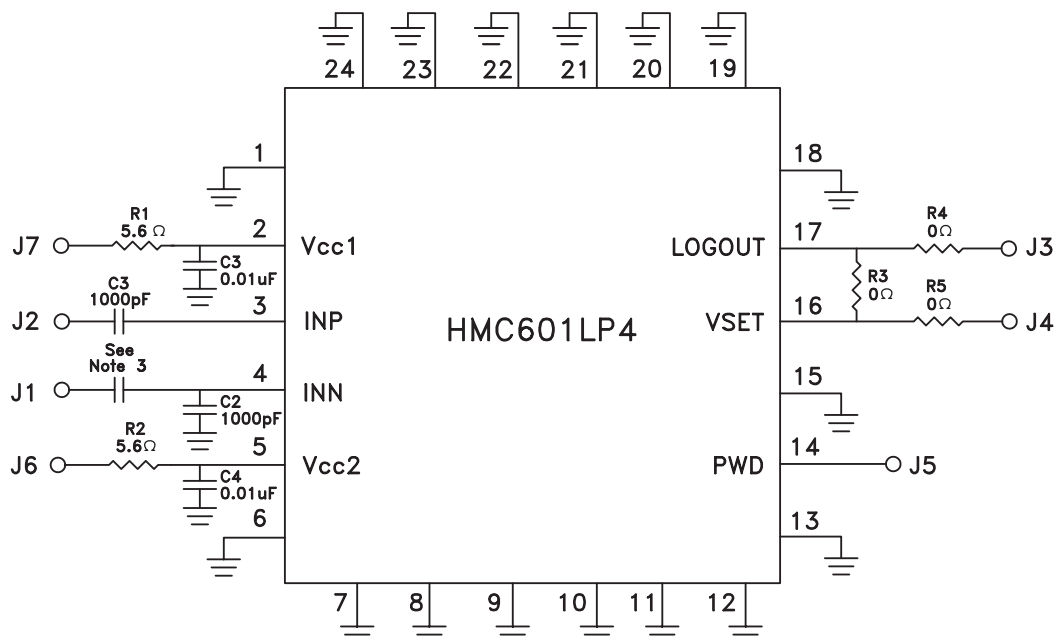 24 23 22 21 20 19
1
18
R1
5.6 Ω
R4
0Ω
J7
2
Vcc1
LOGOUT
17
J3
C3
0.01uF
R3
0Ω
C3
1000pF
R5
0Ω
J2
3
INP
HMC601LP4
VSET
16
J4
See
Note 3
J1
4
INN
15
C2
1000pF
R2
5.6Ω
J6
5
Vcc2
PWD
14
J5
C4
0.01uF
6
13
7 8 9 10 11 12